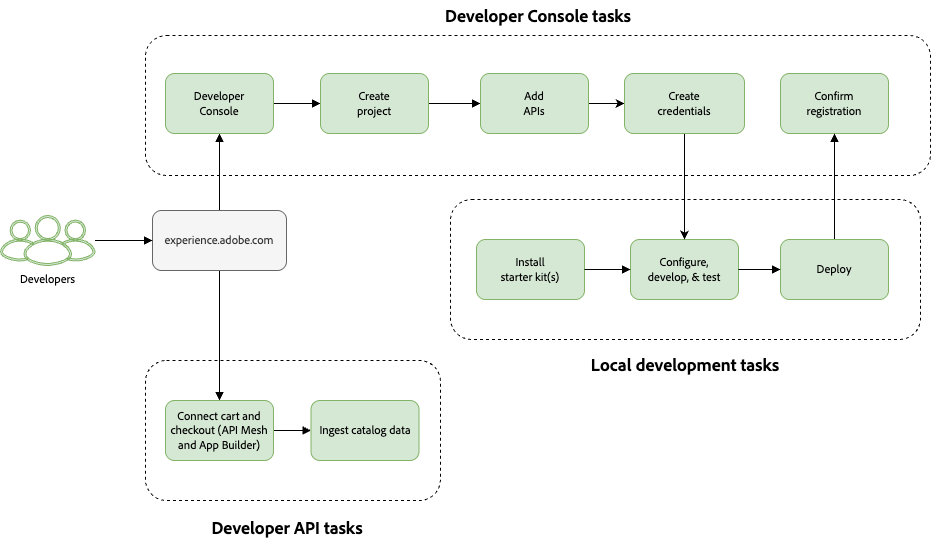 Developer Console tasks
Developer
Console
Create
project
Add
APIs
Create
credentials
Confirm
registration
experience.adobe.com
Developers
Install
starter kit(s)
Configure,
develop, & test
Deploy
Local development tasks
Connect cart and
checkout (API Mesh
and App Builder)
Ingest catalog data
Developer API tasks